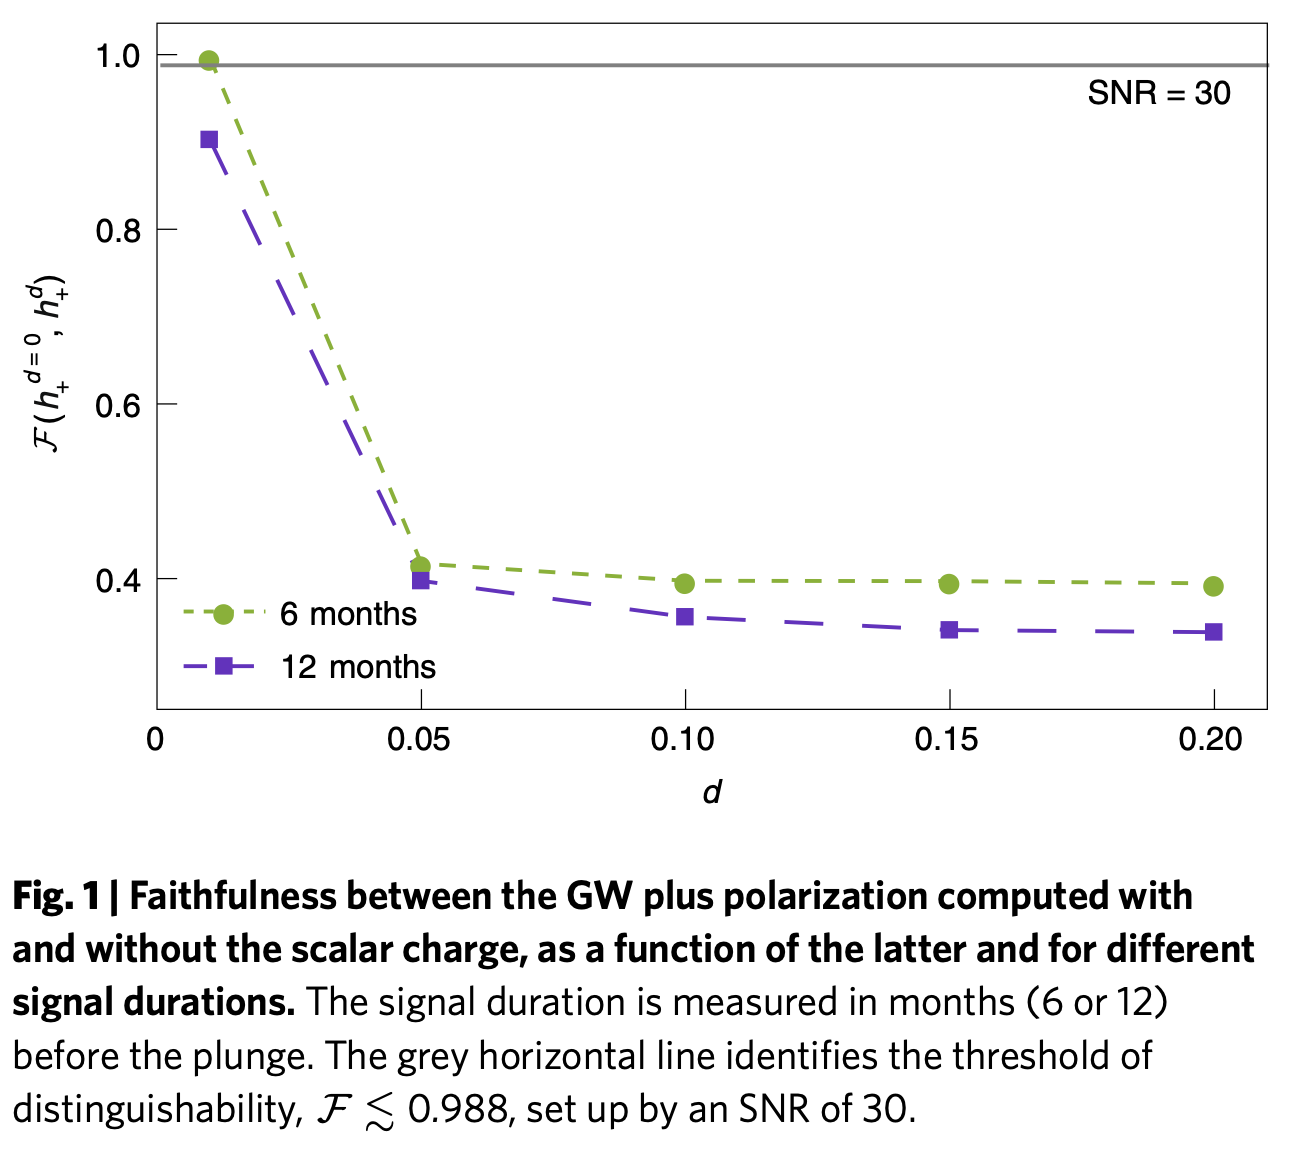 1.0
SNR = 30
0.8
0.6
0.4
ℱ(h₊^{d = 0}, h₊^{d})
6 months
12 months
0 0.05 0.10 0.15 0.20
d
Fig. 1 | Faithfulness between the GW plus polarization computed with
and without the scalar charge, as a function of the latter and for different
signal durations. The signal duration is measured in months (6 or 12)
before the plunge. The grey horizontal line identifies the threshold of
distinguishability, ℱ ≲ 0.988, set up by an SNR of 30.